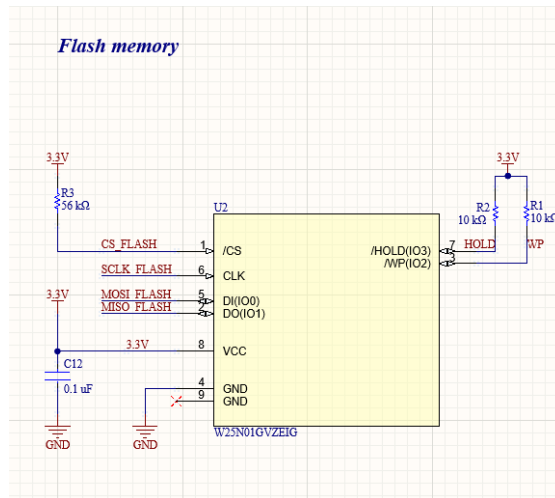 Flash memory
3.3V
3.3V
R3
56 kΩ
U2
R2
10 kΩ
R1
10 kΩ
CS_FLASH
1
/CS
/HOLD(IO3)
7
HOLD
WP
SCLK_FLASH
6
CLK
/WP(IO2)
3
3.3V
MOSI_FLASH
5
DI(IO0)
MISO_FLASH
2
DO(IO1)
3.3V
8
VCC
C12
0.1 uF
4
GND
9
GND
GND
GND
W25N01GVZEIG